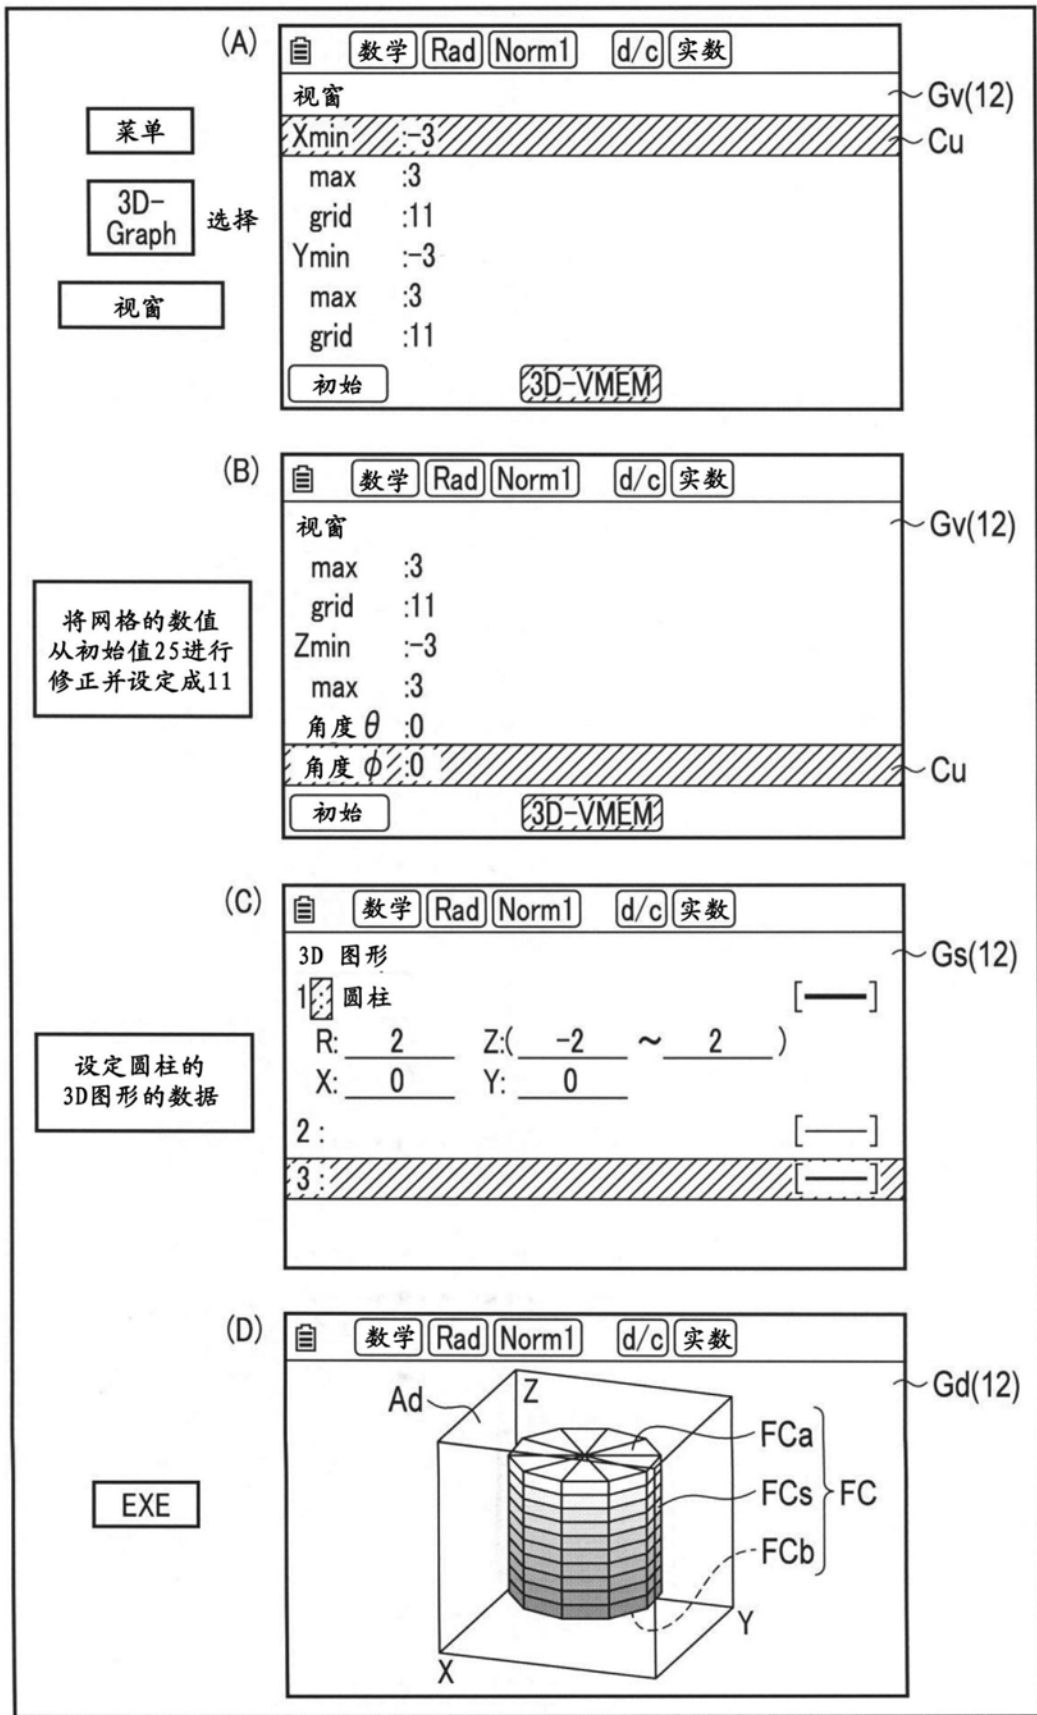 (A)
数学 Rad Norm1 d/c 实数
视窗
Gv(12)
Xmin :-3
Cu
max :3
grid :11
Ymin :-3
max :3
grid :11
初始 3D-VMEM
菜单
3D-
Graph
选择
视窗
(B)
数学 Rad Norm1 d/c 实数
视窗
Gv(12)
max :3
grid :11
Zmin :-3
max :3
角度 θ :0
角度 ϕ :0
Cu
初始 3D-VMEM
将网格的数值
从初始值25进行
修正并设定成11
(C)
数学 Rad Norm1 d/c 实数
3D 图形
Gs(12)
1: 圆柱
R: 2 Z:( -2 ~ 2 )
X: 0 Y: 0
2 :
3 :
设定圆柱的
3D图形的数据
(D)
数学 Rad Norm1 d/c 实数
Gd(12)
Ad
Z
FCa
FCs
FC
FCb
Y
X
EXE